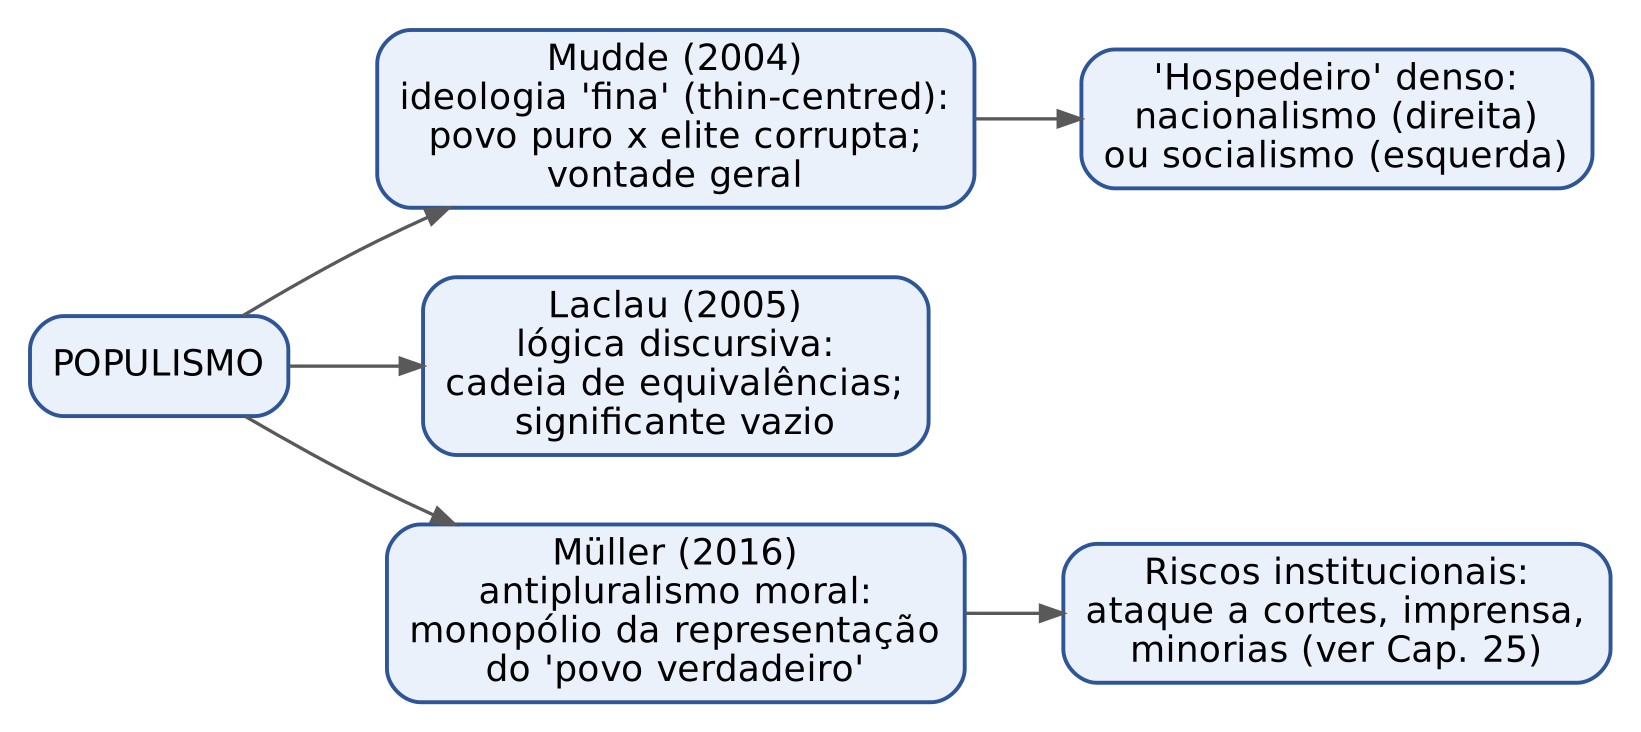 POPULISMO
Mudde (2004)
ideologia 'fina' (thin-centred):
povo puro x elite corrupta;
vontade geral
'Hospedeiro' denso:
nacionalismo (direita)
ou socialismo (esquerda)
Laclau (2005)
lógica discursiva:
cadeia de equivalências;
significante vazio
Müller (2016)
antipluralismo moral:
monopólio da representação
do 'povo verdadeiro'
Riscos institucionais:
ataque a cortes, imprensa,
minorias (ver Cap. 25)